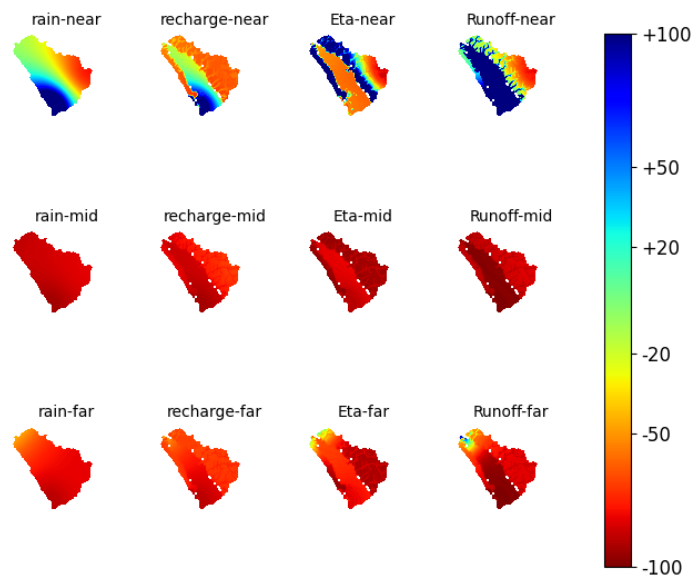 rain-near
recharge-near
Eta-near
Runoff-near
+100
+50
rain-mid
recharge-mid
Eta-mid
Runoff-mid
+20
-20
rain-far
recharge-far
Eta-far
Runoff-far
-50
-100